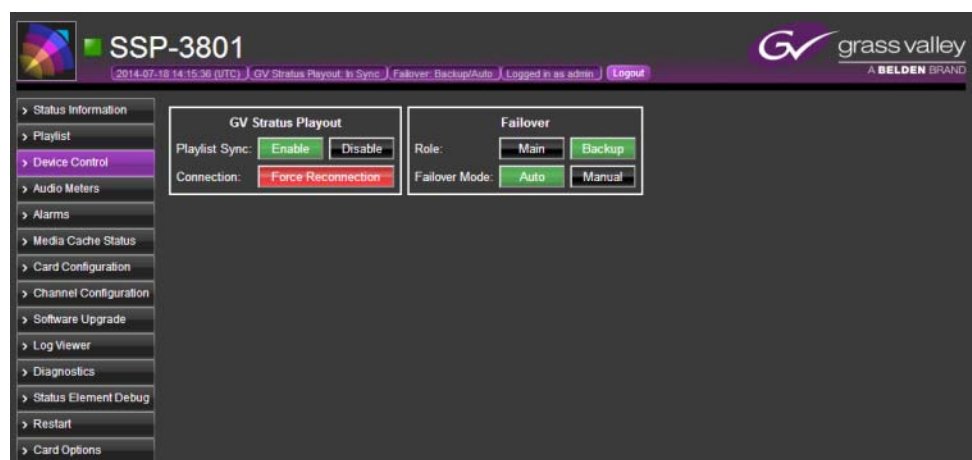 SSP-3801
grass valley
A BELDEN BRAND
2014-07-18 14:15:36 (UTC) GV Stratus Playout: In Sync Failover: Backup/Auto Logged in as admin Logout
> Status Information
> Playlist
> Device Control
> Audio Meters
> Alarms
> Media Cache Status
> Card Configuration
> Channel Configuration
> Software Upgrade
> Log Viewer
> Diagnostics
> Status Element Debug
> Restart
> Card Options
GV Stratus Playout
Playlist Sync: Enable Disable
Connection: Force Reconnection
Failover
Role: Main Backup
Failover Mode: Auto Manual